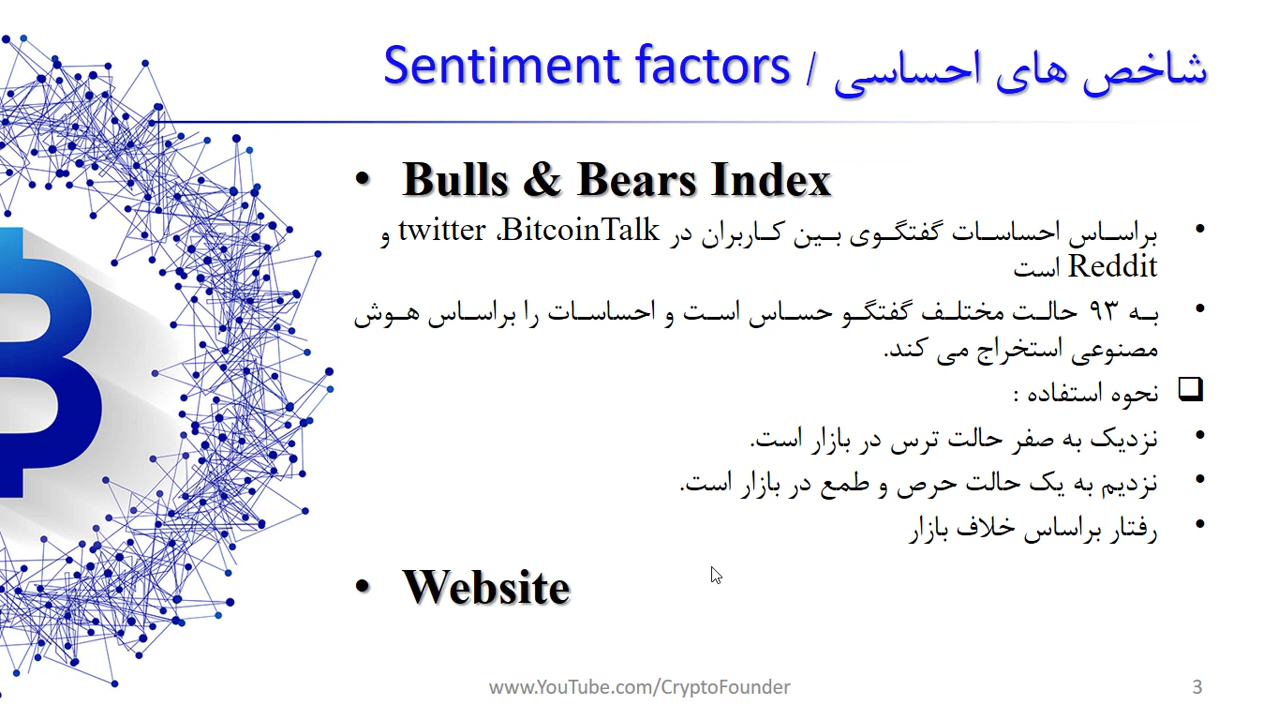 شاخص های احساسی / Sentiment factors
• Bulls & Bears Index
• براساس احساسات گفتگوی بین کاربران در BitcoinTalk، twitter و
Reddit است
• به ۹۳ حالت مختلف گفتگو حساس است و احساسات را براساس هوش
مصنوعی استخراج می کند.
❑ نحوه استفاده :
• نزدیک به صفر حالت ترس در بازار است.
• نزدیم به یک حالت حرص و طمع در بازار است.
• رفتار براساس خلاف بازار
• Website
www.YouTube.com/CryptoFounder
3